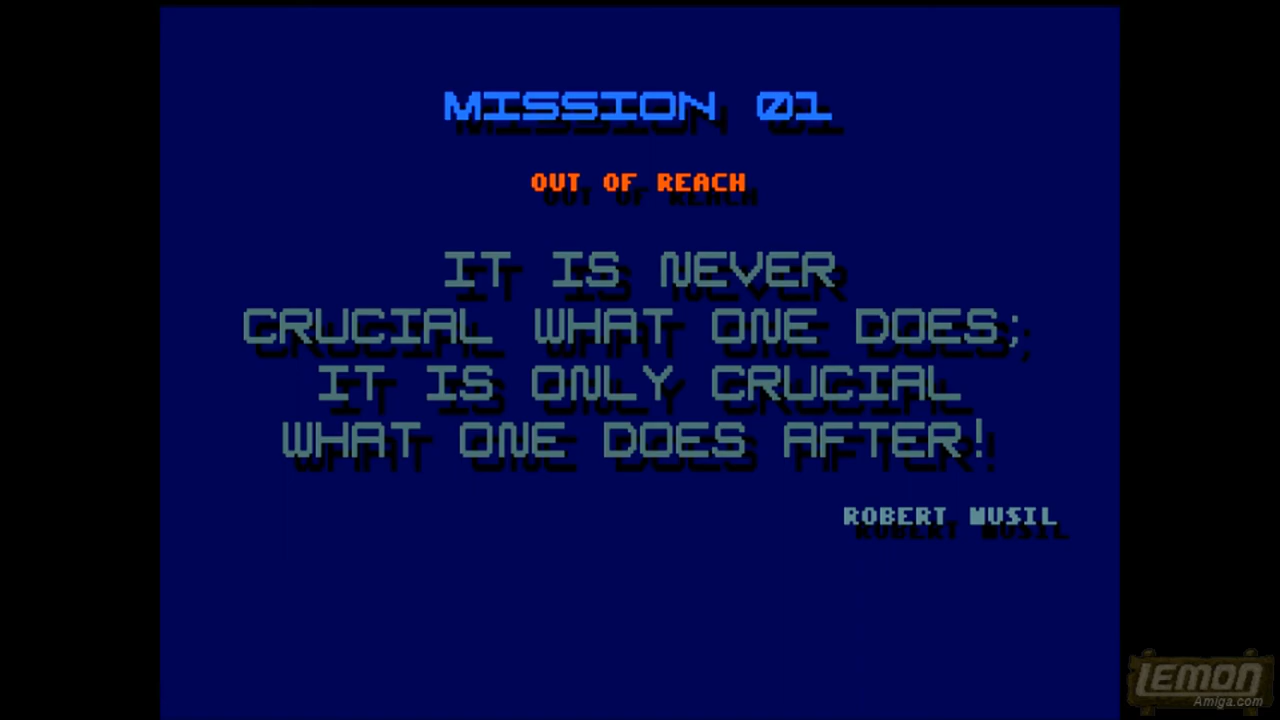 MISSION 01
OUT OF REACH
IT IS NEVER
CRUCIAL WHAT ONE DOES;
IT IS ONLY CRUCIAL
WHAT ONE DOES AFTER!
ROBERT MUSIL
LEMON
Amiga.com